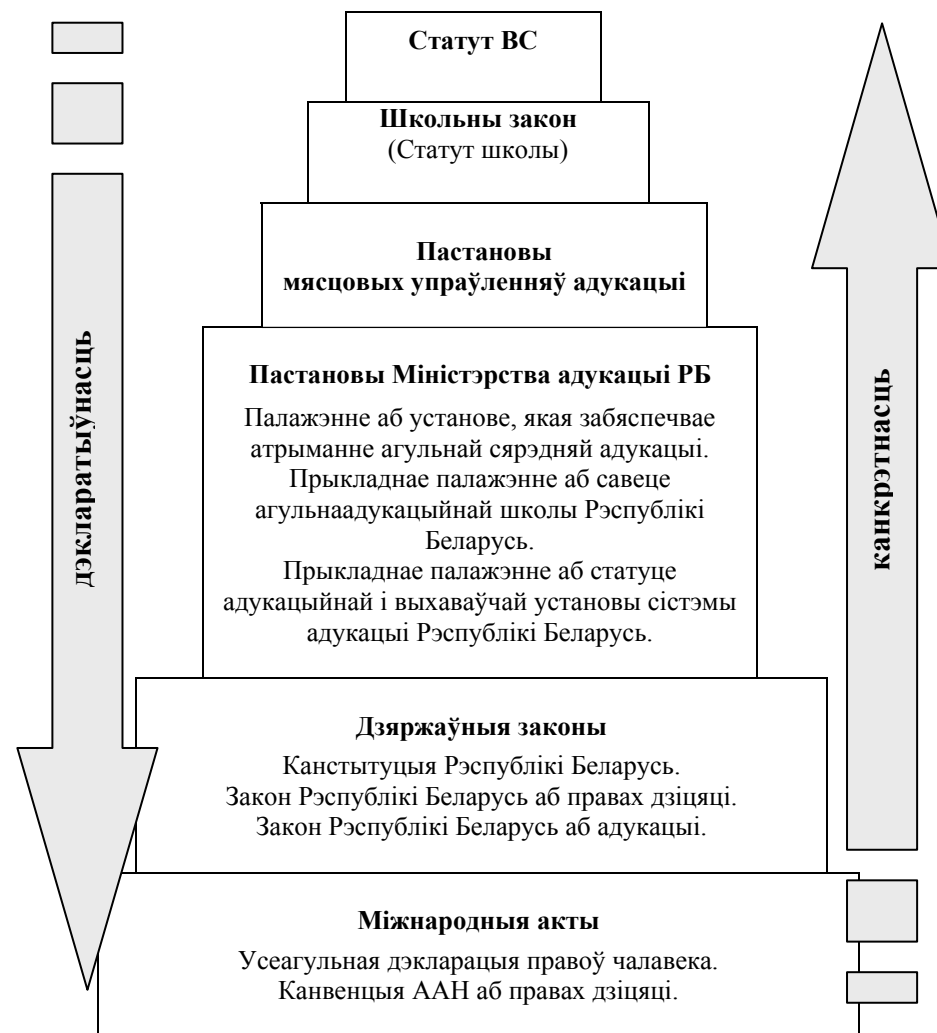 Статут ВС
Школьны закон
(Статут школы)
Пастановы
мясцовых упраўленняў адукацыі
Пастановы Міністэрства адукацыі РБ
Палажэнне аб установе, якая забяспечвае
атрыманне агульнай сярэдняй адукацыі.
Прыкладнае палажэнне аб савеце
агульнаадукацыйнай школы Рэспублікі
Беларусь.
Прыкладнае палажэнне аб статуце
адукацыйнай і выхаваўчай установы сістэмы
адукацыі Рэспублікі Беларусь.
Дзяржаўныя законы
Канстытуцыя Рэспублікі Беларусь.
Закон Рэспублікі Беларусь аб правах дзіцяці.
Закон Рэспублікі Беларусь аб адукацыі.
Міжнародныя акты
Усеагульная дэкларацыя правоў чалавека.
Канвенцыя ААН аб правах дзіцяці.
дэкларатыўнасць
канкрэтнасць